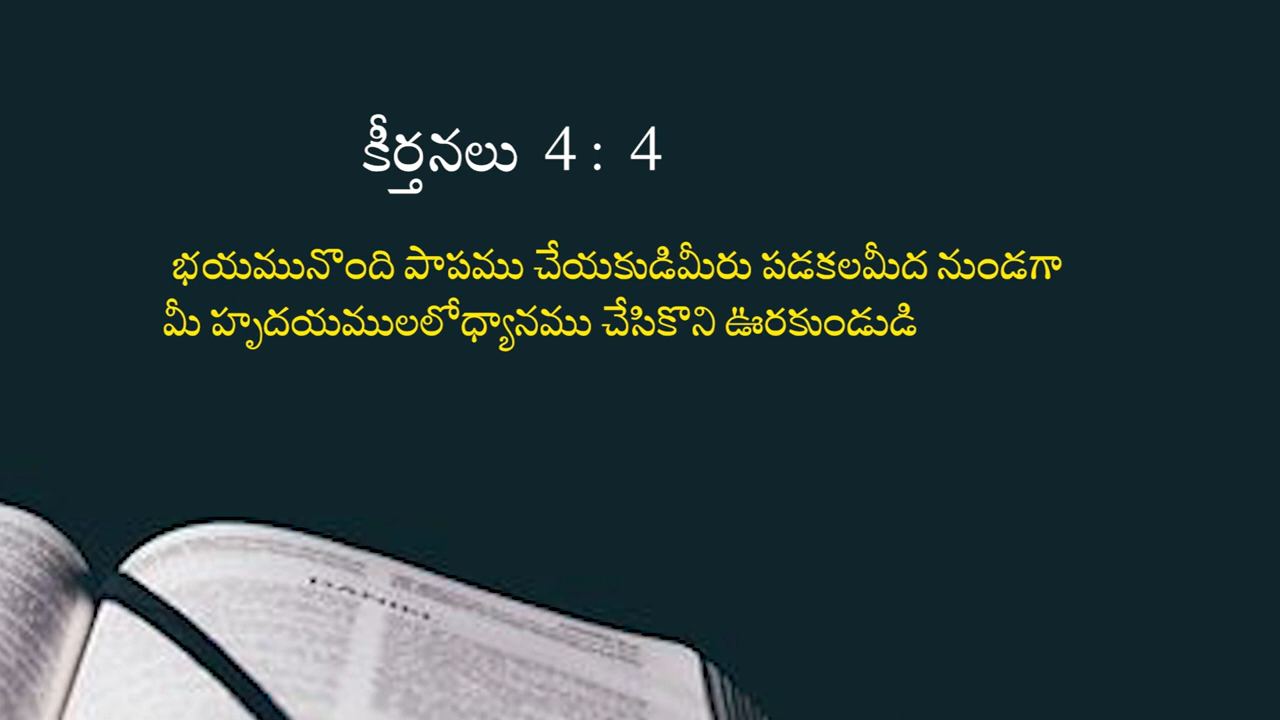 కీర్తనలు 4 : 4
భయమునొంది పాపము చేయకుడిమీరు పడకలమీద నుండగా
మీ హృదయములలోధ్యానము చేసికొని ఊరకుండుడి